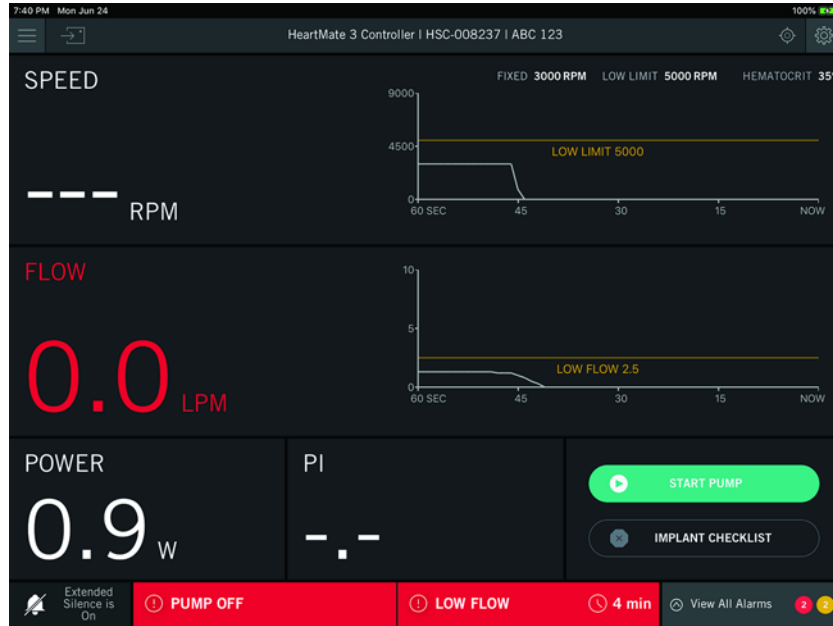 7:40 PM Mon Jun 24
100%
HeartMate 3 Controller | HSC-008237 | ABC 123
SPEED
FIXED 3000 RPM LOW LIMIT 5000 RPM HEMATOCRIT 35%
9000
4500
LOW LIMIT 5000
0
60 SEC 45 30 15 NOW
--- RPM
FLOW
10
5
LOW FLOW 2.5
0
60 SEC 45 30 15 NOW
0.0 LPM
POWER
0.9 W
PI
-.-
START PUMP
IMPLANT CHECKLIST
Extended
Silence is
On
PUMP OFF
LOW FLOW
4 min
View All Alarms
2 2